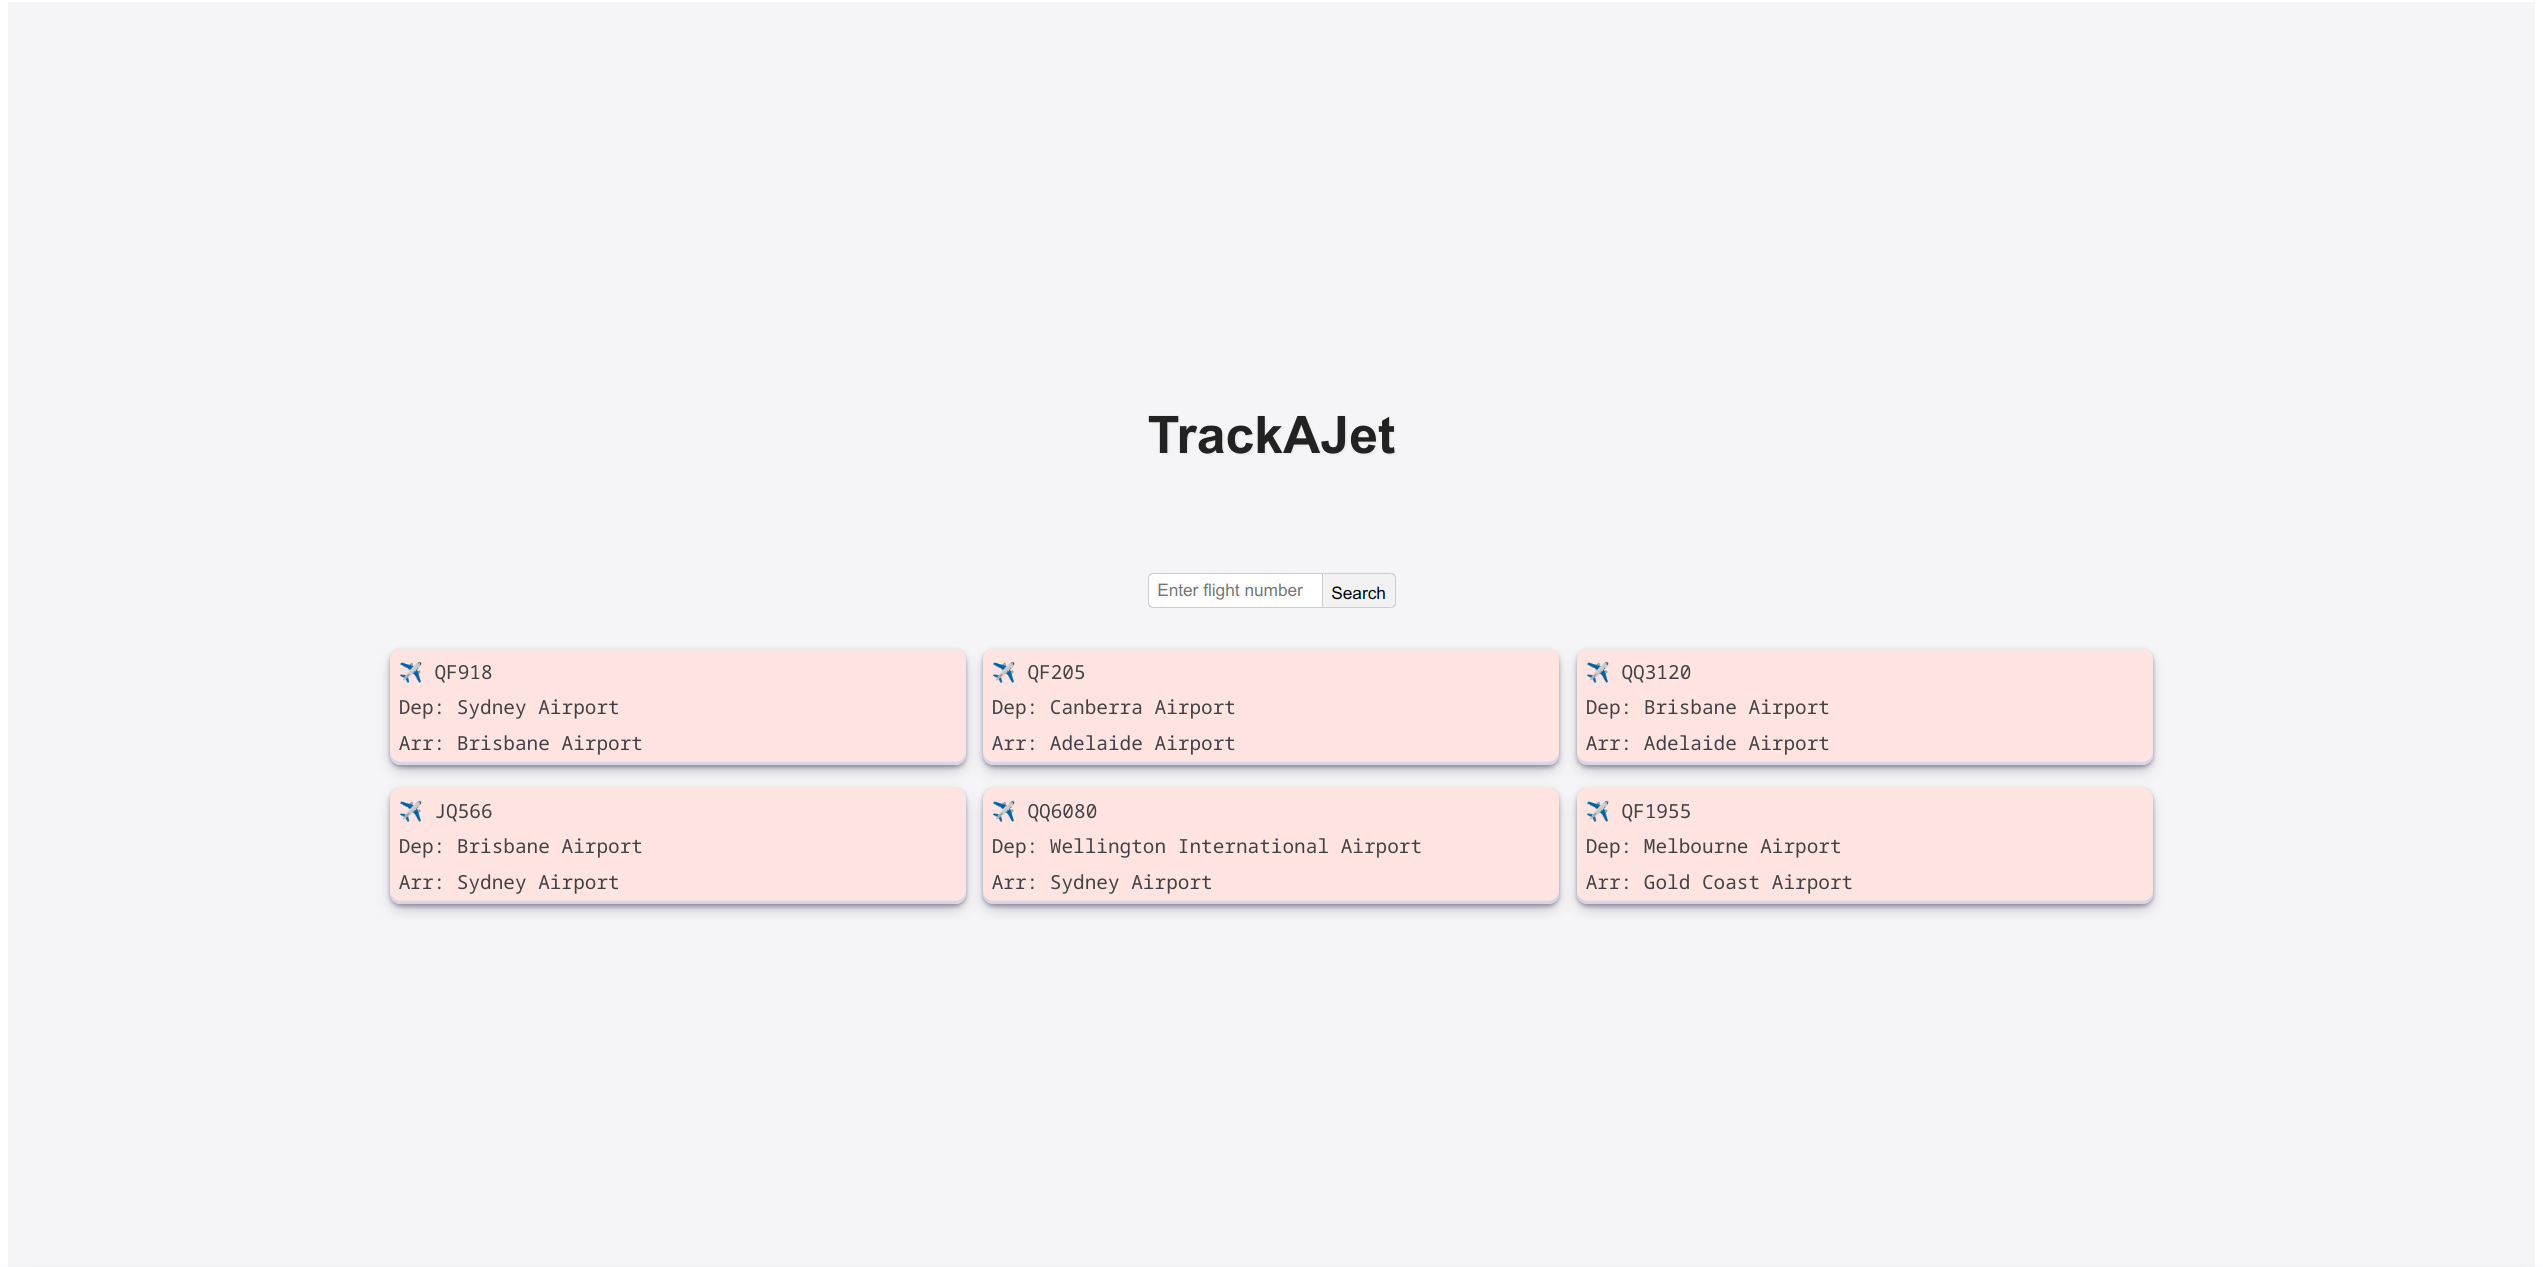 TrackAJet
Enter flight number Search
✈️ QF918
Dep: Sydney Airport
Arr: Brisbane Airport
✈️ QF205
Dep: Canberra Airport
Arr: Adelaide Airport
✈️ QQ3120
Dep: Brisbane Airport
Arr: Adelaide Airport
✈️ JQ566
Dep: Brisbane Airport
Arr: Sydney Airport
✈️ QQ6080
Dep: Wellington International Airport
Arr: Sydney Airport
✈️ QF1955
Dep: Melbourne Airport
Arr: Gold Coast Airport